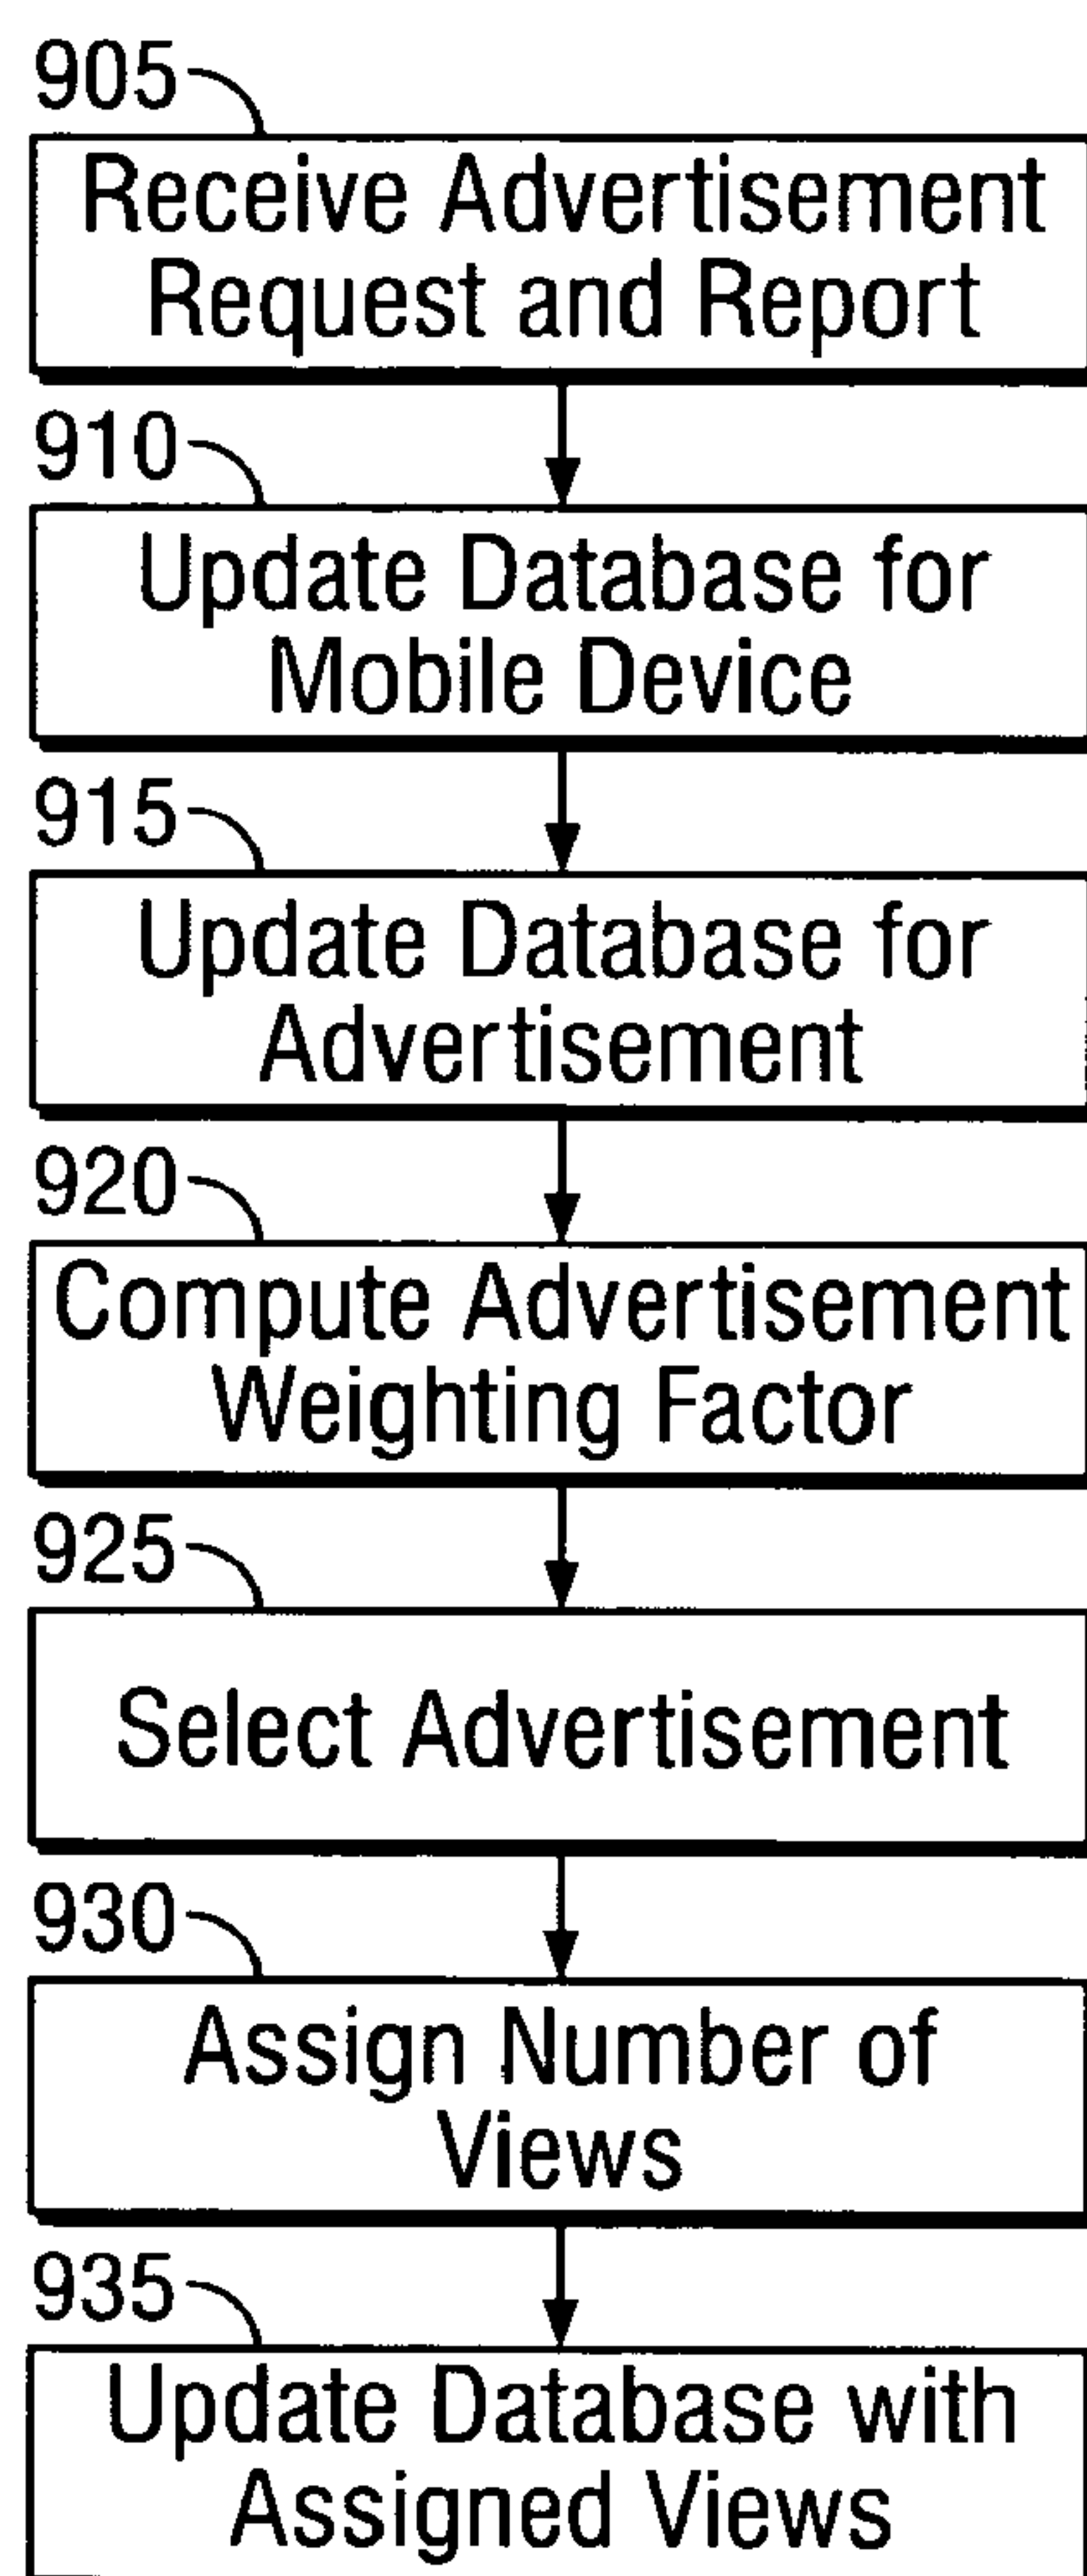 905
Receive Advertisement
Request and Report
910
Update Database for
Mobile Device
915
Update Database for
Advertisement
920
Compute Advertisement
Weighting Factor
925
Select Advertisement
930
Assign Number of
Views
935
Update Database with
Assigned Views